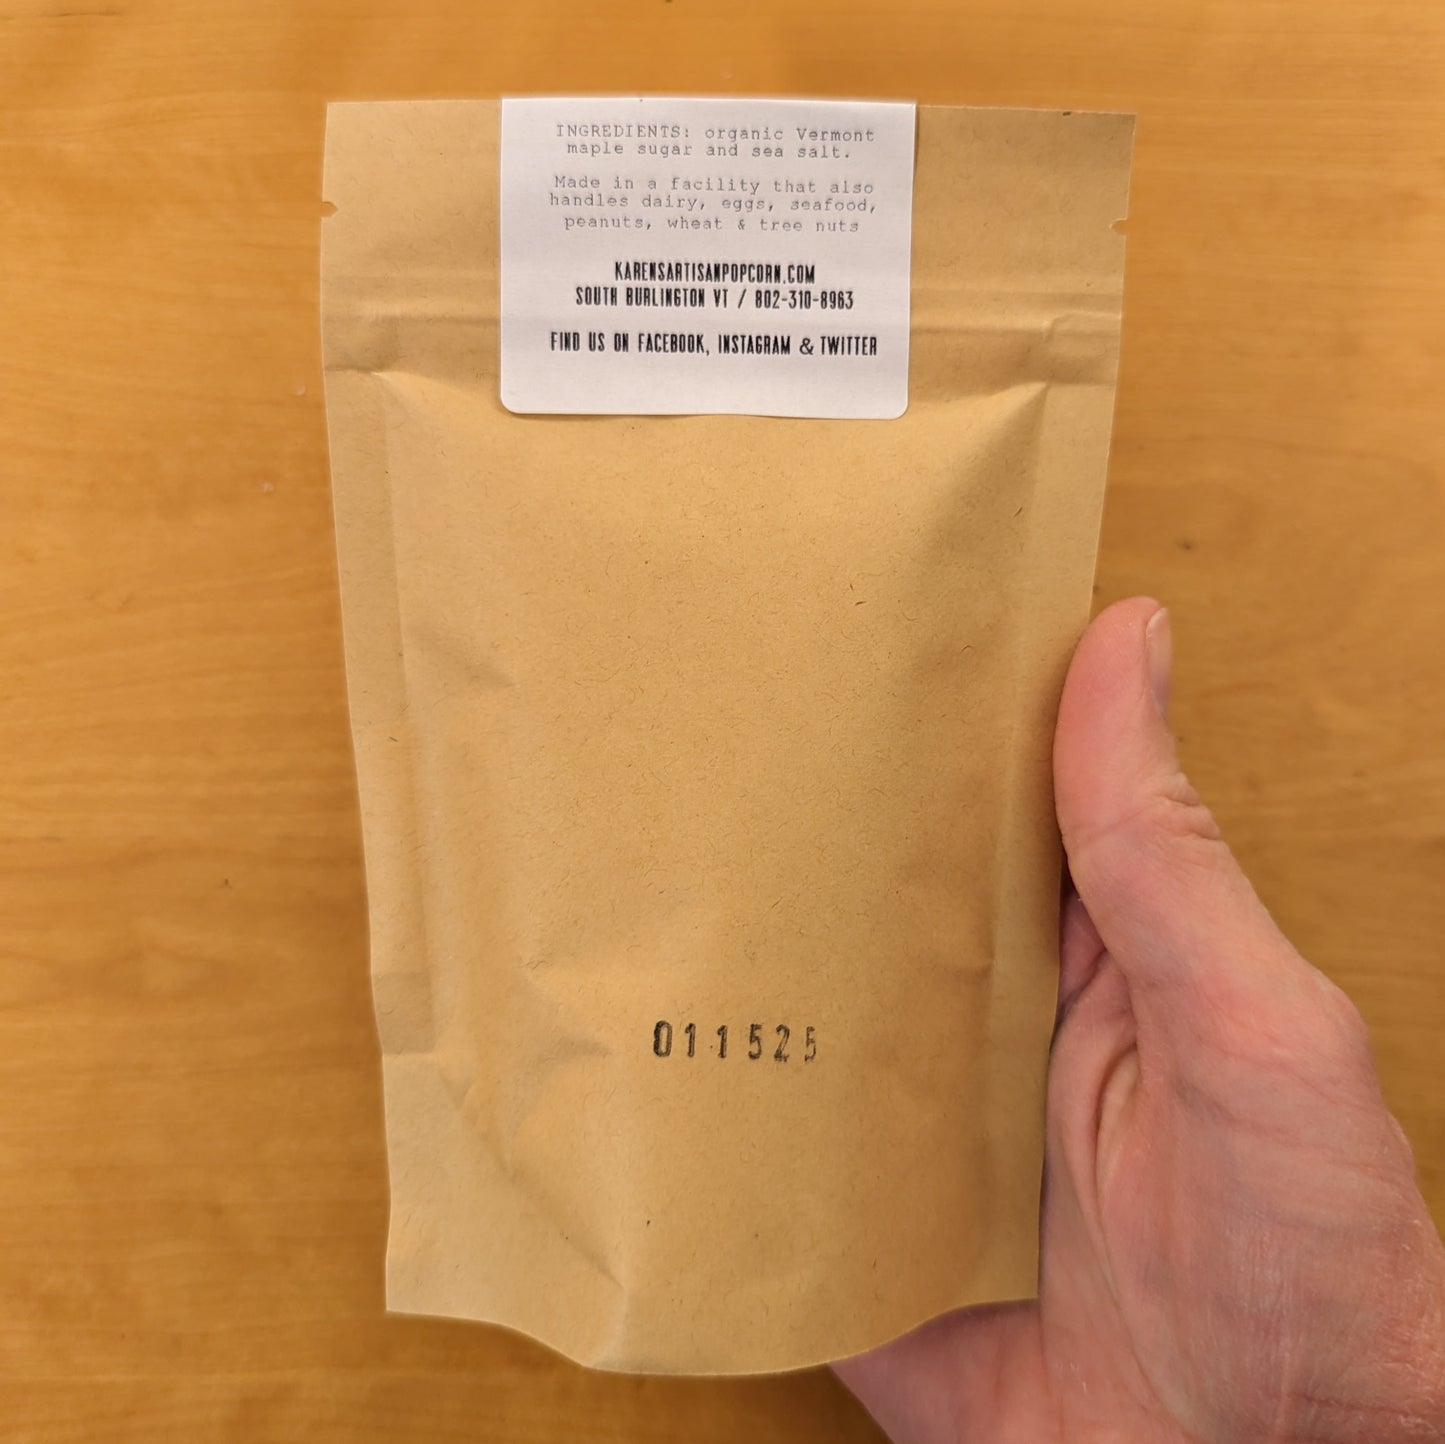 INGREDIENTS: organic Vermont
maple sugar and sea salt.
Made in a facility that also
handles dairy, eggs, seafood,
peanuts, wheat & tree nuts
KARENSARTISANPOPCORN.COM
SOUTH BURLINGTON VT / 802-310-8963
FIND US ON FACEBOOK, INSTAGRAM & TWITTER
011525